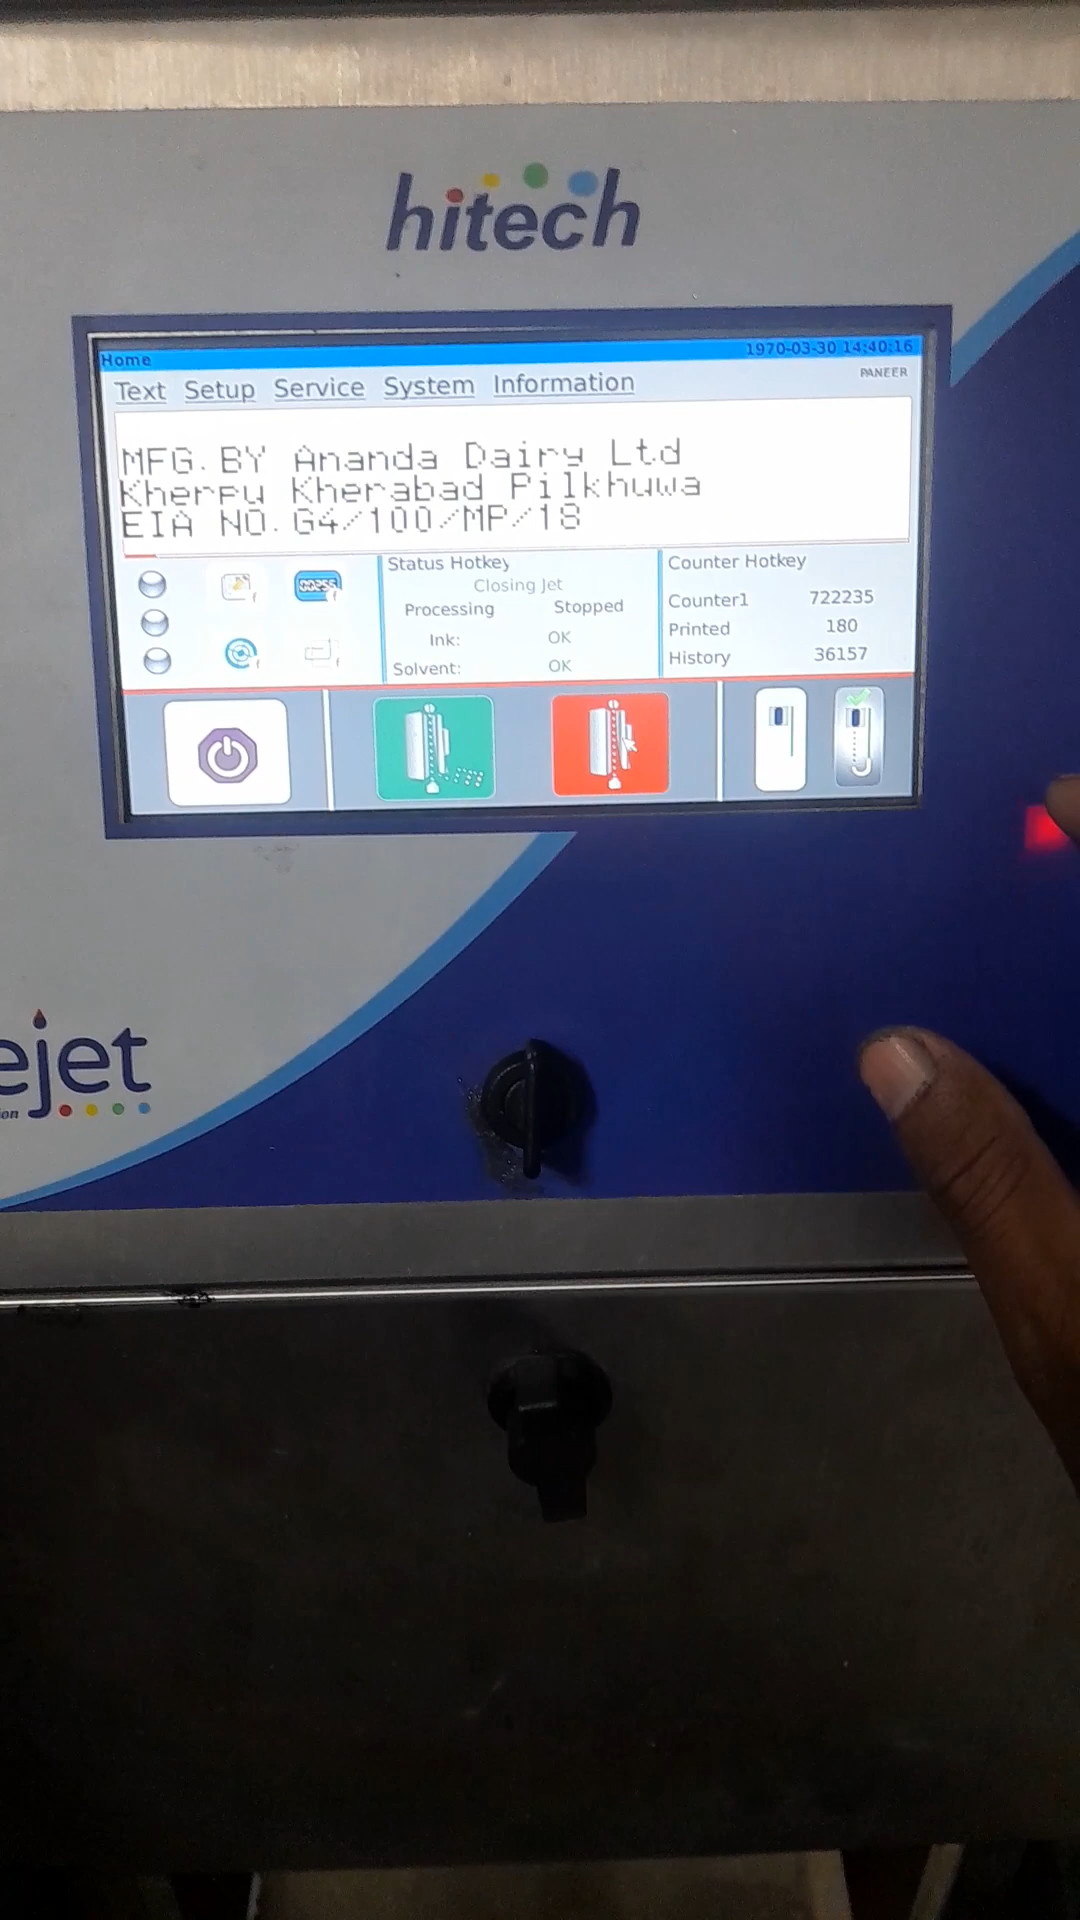 hitech
Home 1970-03-30 14:40:16
Text Setup Service System Information PANEER
MFG. BY Ananda Dairy Ltd
Kherpu Kherabad Pilkhuwa
EIA NO. G4/100/MP/18
Status Hotkey
Closing Jet
Processing Stopped
Ink: OK
Solvent: OK
Counter Hotkey
Counter1 722235
Printed 180
History 36157
00256
ejet
ion